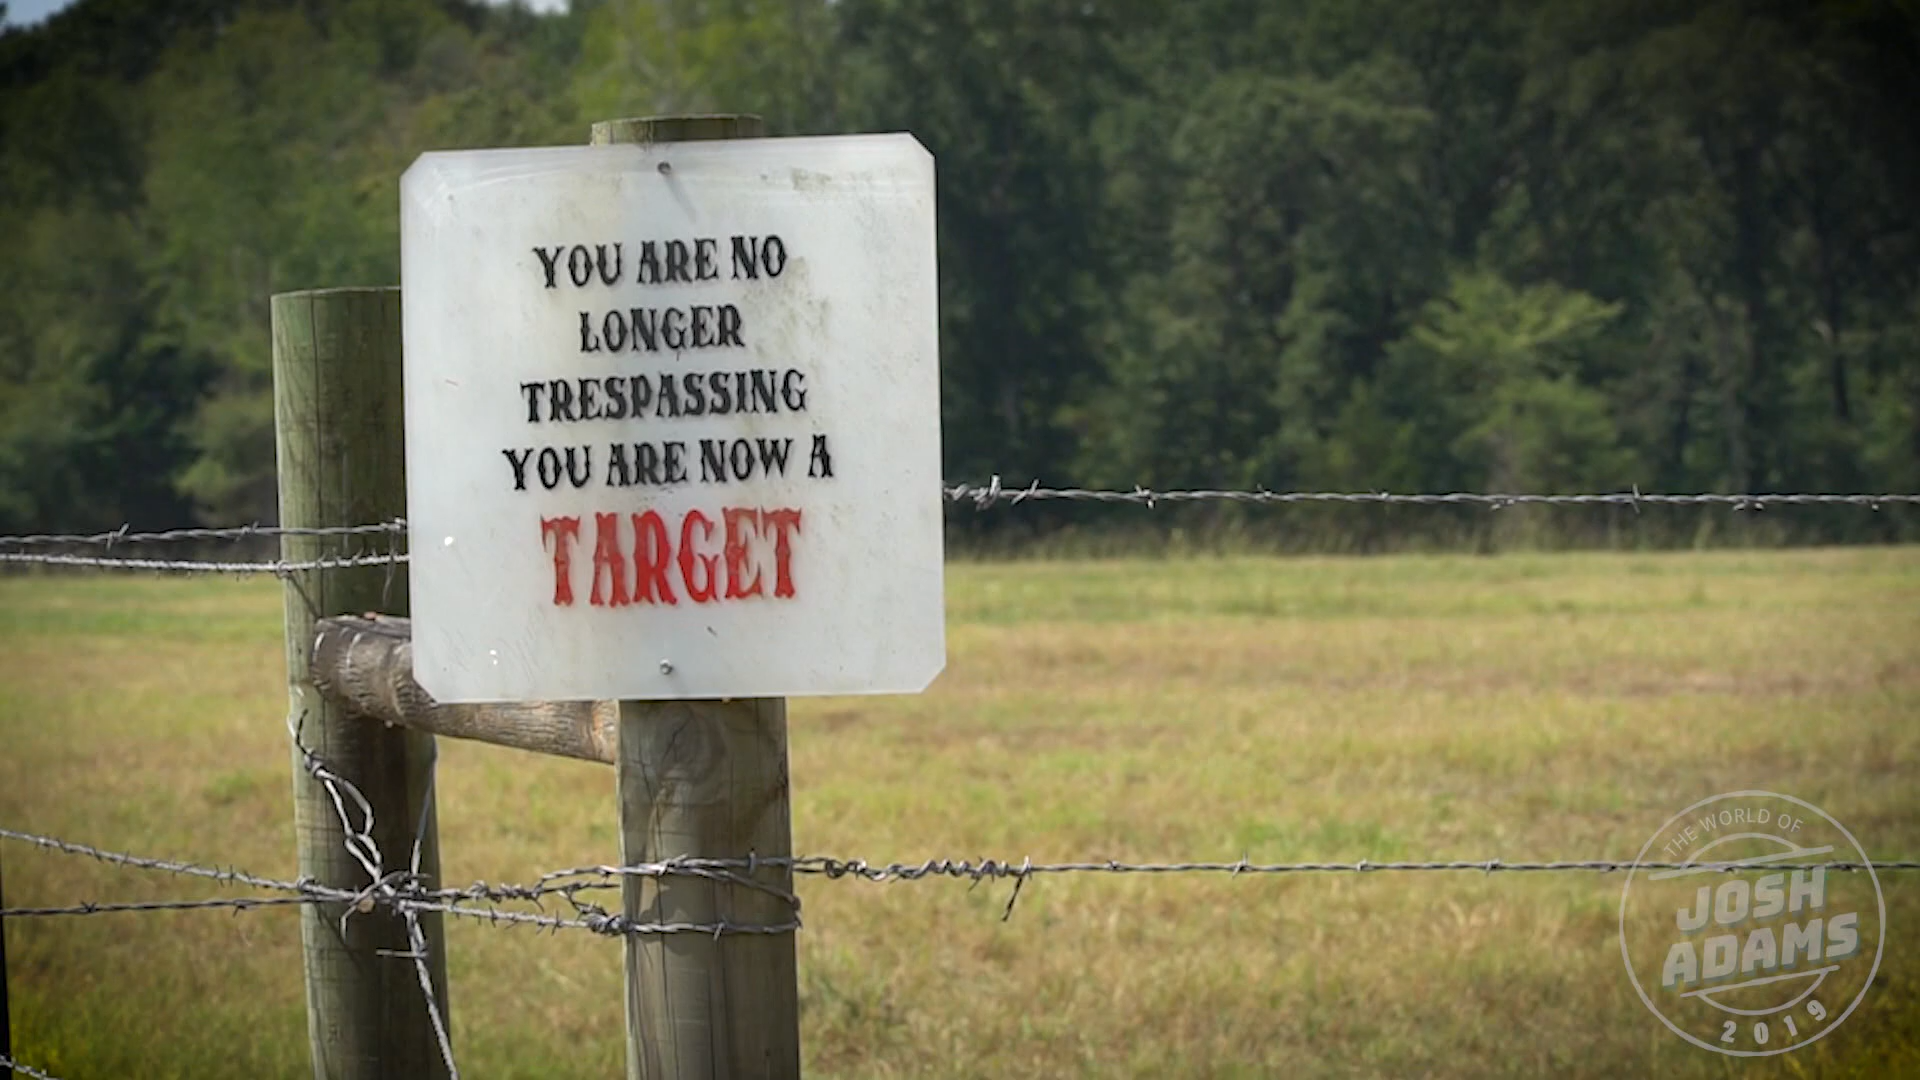 YOU ARE NO
LONGER
TRESPASSING
YOU ARE NOW A
TARGET
THE WORLD OF
JOSH
ADAMS
2019